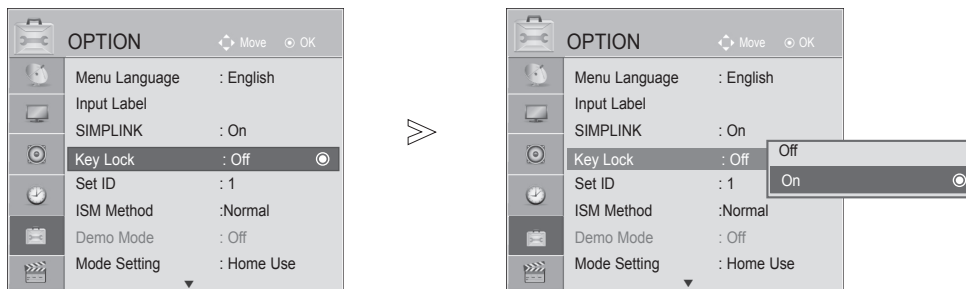 OPTION Move OK
Menu Language : English
Input Label
SIMPLINK : On
Key Lock : Off
Set ID : 1
ISM Method :Normal
Demo Mode : Off
Mode Setting : Home Use
OPTION Move OK
Menu Language : English
Input Label
SIMPLINK : On
Key Lock : Off
Set ID : 1
ISM Method :Normal
Demo Mode : Off
Mode Setting : Home Use
Off
On